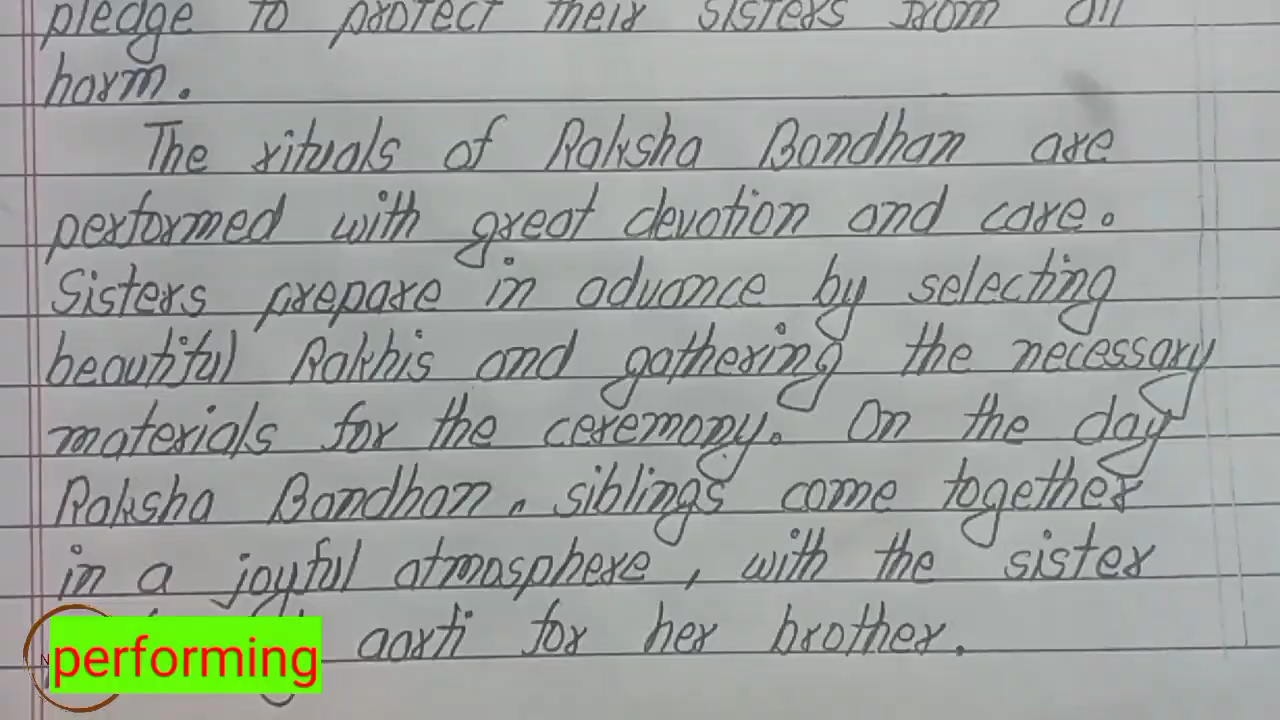 pledge to protect their sisters from all
harm.
The rituals of Raksha Bandhan are
performed with great devotion and care.
Sisters prepare in advance by selecting
beautiful Rakhis and gathering the necessary
materials for the ceremony. On the day
Raksha Bandhan, siblings come together
in a joyful atmosphere, with the sister
performing aarti for her brother.